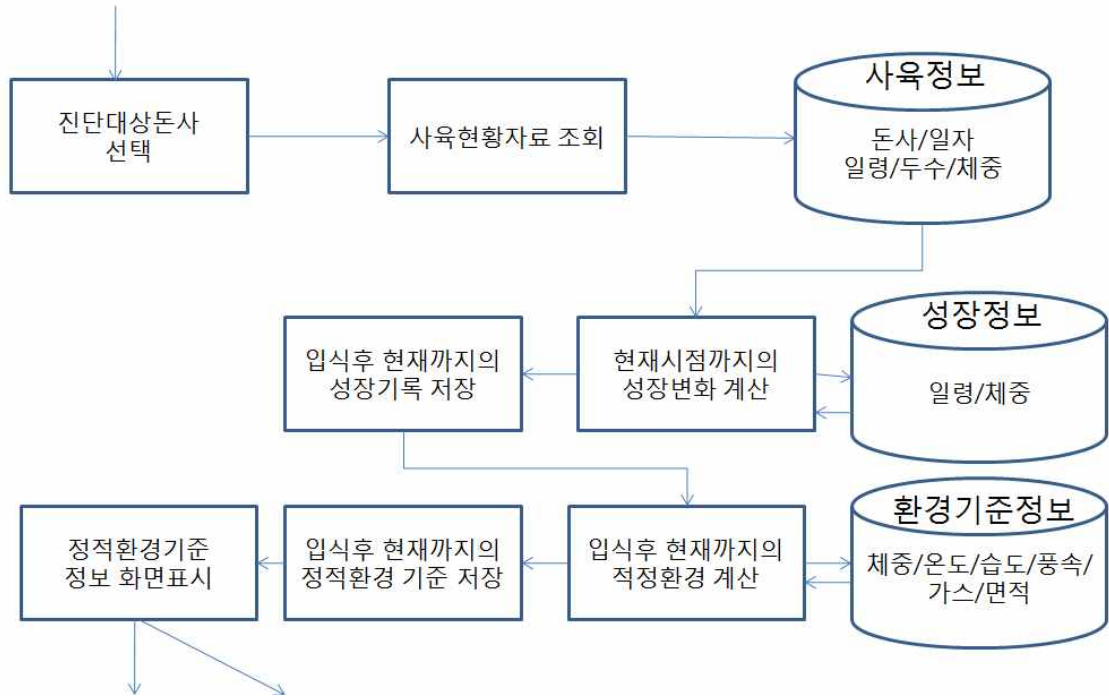 진단대상돈사
선택
사육현황자료 조회
사육정보
돈사/일자
일령/두수/체중
입식후 현재까지의
성장기록 저장
현재시점까지의
성장변화 계산
성장정보
일령/체중
정적환경기준
정보 화면표시
입식후 현재까지의
정적환경 기준 저장
입식후 현재까지의
적정환경 계산
환경기준정보
체중/온도/습도/풍속/
가스/면적